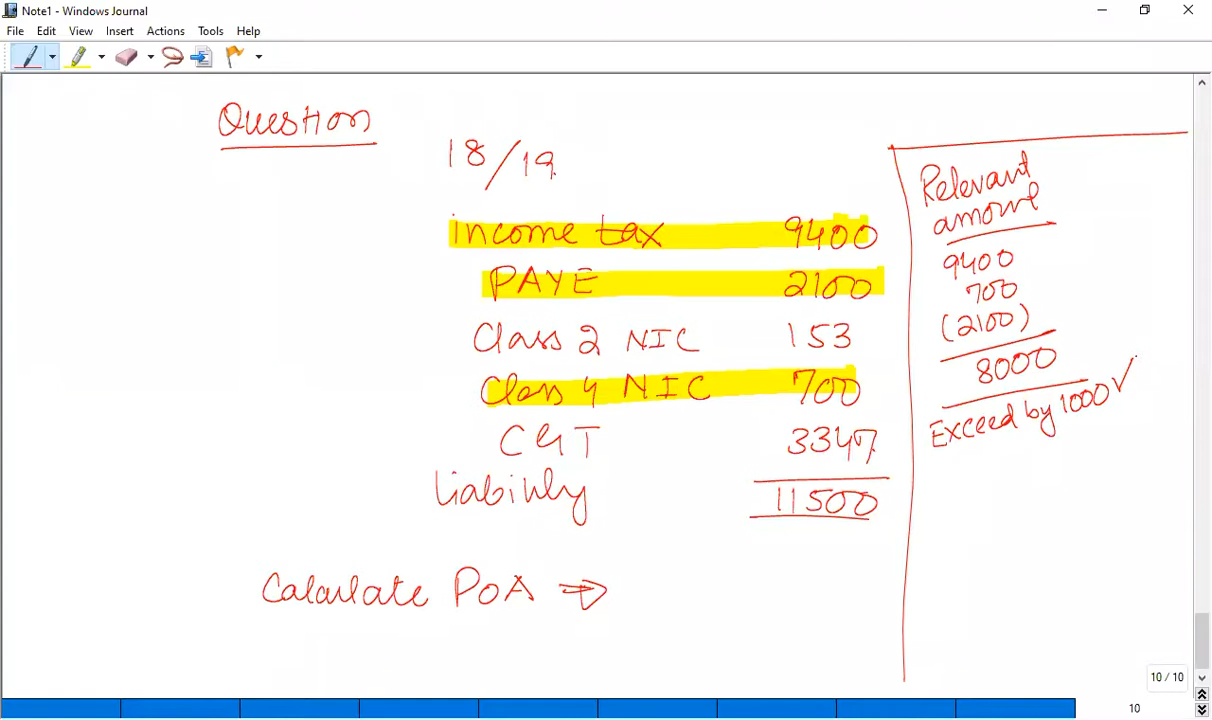 Note1 - Windows Journal
File Edit View Insert Actions Tools Help
Question
18/19
income tax 9400
PAYE 2100
Class 2 NIC 153
Class 4 NIC 700
CGT 3347
Liability 11500
Calculate POA →
Relevant
amount
9400
700
(2100)
8000
Exceed by 1000 ✓
10 / 10
10